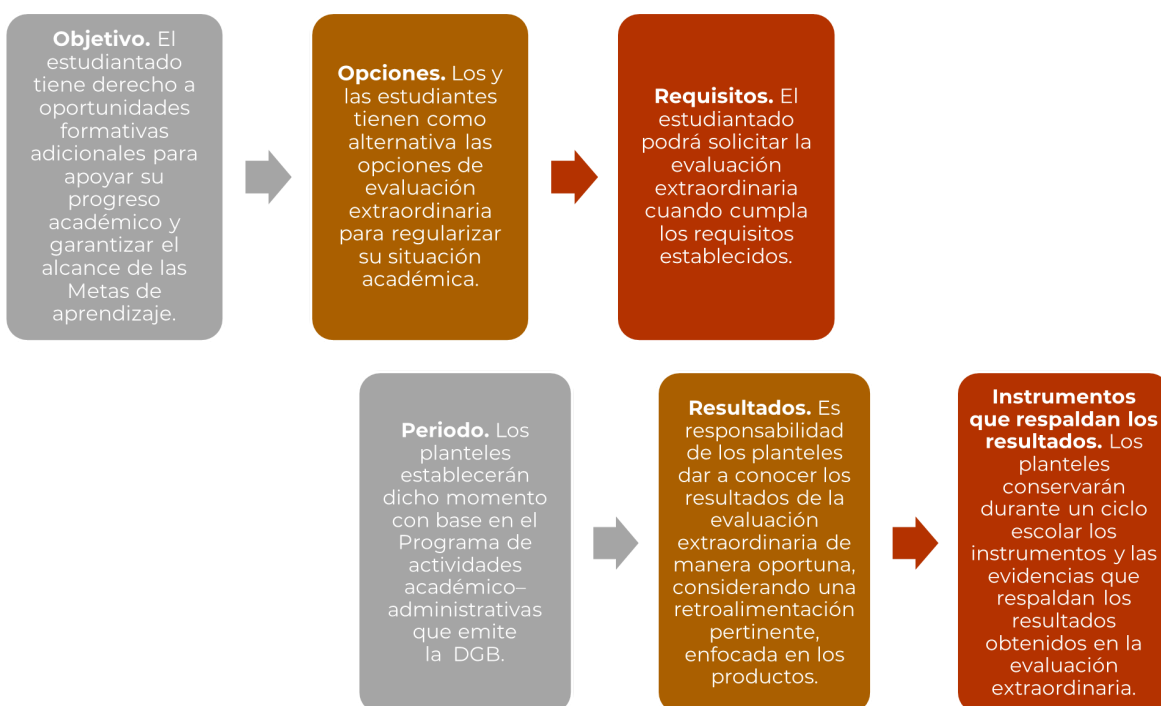 Objetivo. El
estudiantado
tiene derecho a
oportunidades
formativas
adicionales para
apoyar su
progreso
académico y
garantizar el
alcance de las
Metas de
aprendizaje.
Opciones. Los y
las estudiantes
tienen como
alternativa las
opciones de
evaluación
extraordinaria
para regularizar
su situación
académica.
Requisitos. El
estudiantado
podrá solicitar la
evaluación
extraordinaria
cuando cumpla
los requisitos
establecidos.
Periodo. Los
planteles
establecerán
dicho momento
con base en el
Programa de
actividades
académico–
administrativas
que emite
la DGB.
Resultados. Es
responsabilidad
de los planteles
dar a conocer los
resultados de la
evaluación
extraordinaria de
manera oportuna,
considerando una
retroalimentación
pertinente,
enfocada en los
productos.
Instrumentos
que respaldan los
resultados. Los
planteles
conservarán
durante un ciclo
escolar los
instrumentos y las
evidencias que
respaldan los
resultados
obtenidos en la
evaluación
extraordinaria.